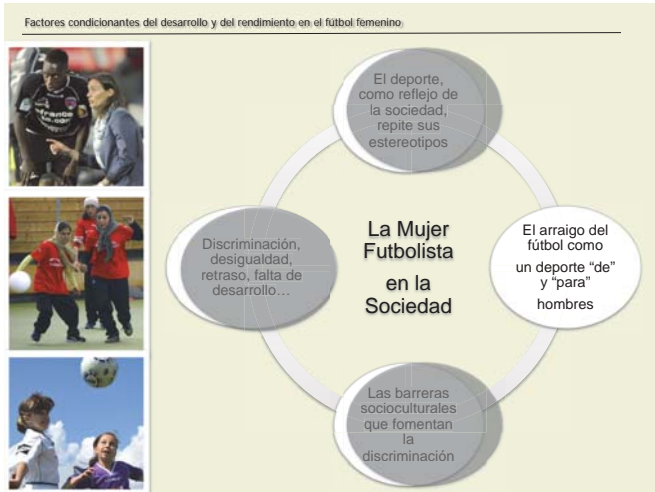 Factores condicionantes del desarrollo y del rendimiento en el fútbol femenino
El deporte,
como reflejo de
la sociedad,
repite sus
estereotipos
La Mujer
Futbolista
en la
Sociedad
El arraigo del
fútbol como
un deporte “de”
y “para”
hombres
Discriminación,
desigualdad,
retraso, falta de
desarrollo…
Las barreras
socioculturales
que fomentan
la
discriminación